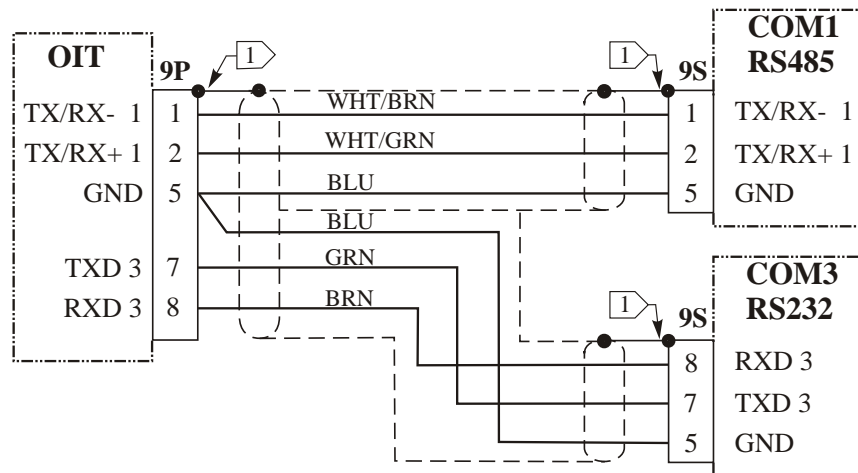 OIT
9P
1
TX/RX- 1
1
TX/RX+ 1
2
GND
5
TXD 3
7
RXD 3
8
WHT/BRN
WHT/GRN
BLU
BLU
GRN
BRN
COM1
RS485
1
9S
1
TX/RX- 1
2
TX/RX+ 1
5
GND
COM3
RS232
1
9S
8
RXD 3
7
TXD 3
5
GND